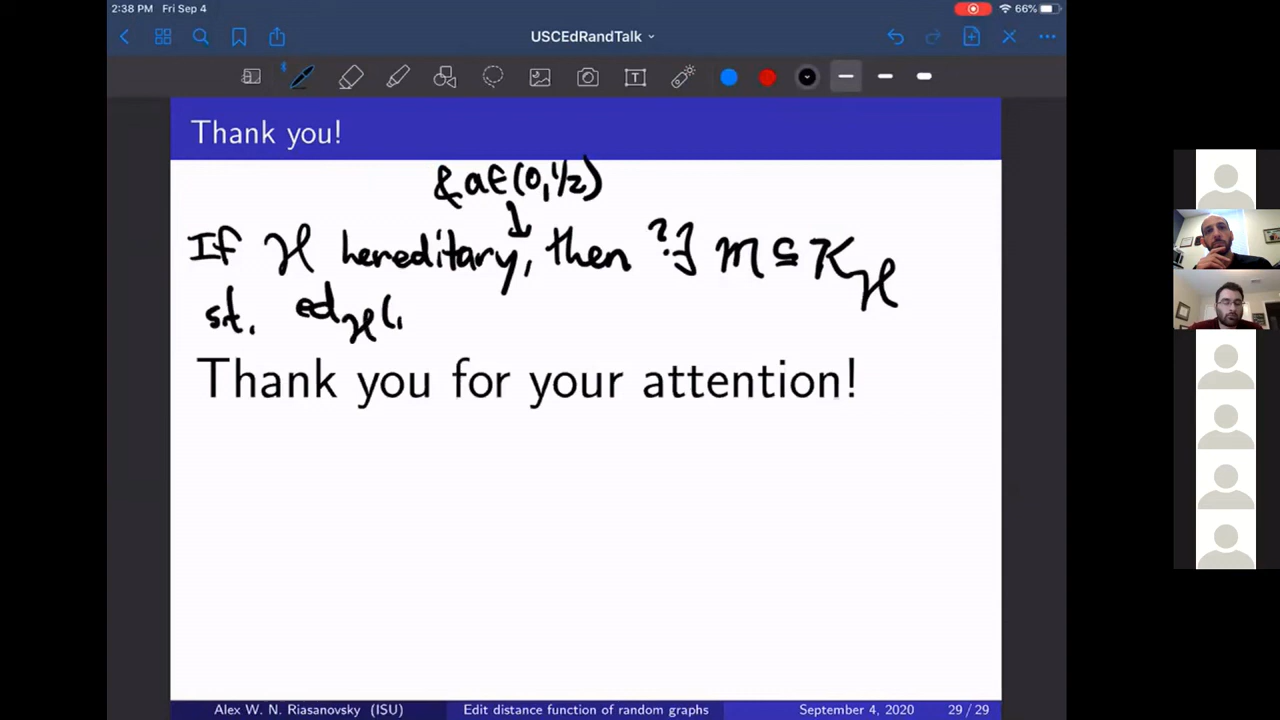 2:38 PM Fri Sep 4
66%
USCEdRandTalk
T
Thank you!
& a ∈ (0, 1/2)
If ℋ hereditary, then ?∃ m ⊆ K_ℋ
s.t. ed_ℋ(
Thank you for your attention!
Alex W. N. Riasanovsky (ISU) Edit distance function of random graphs September 4, 2020 29 / 29